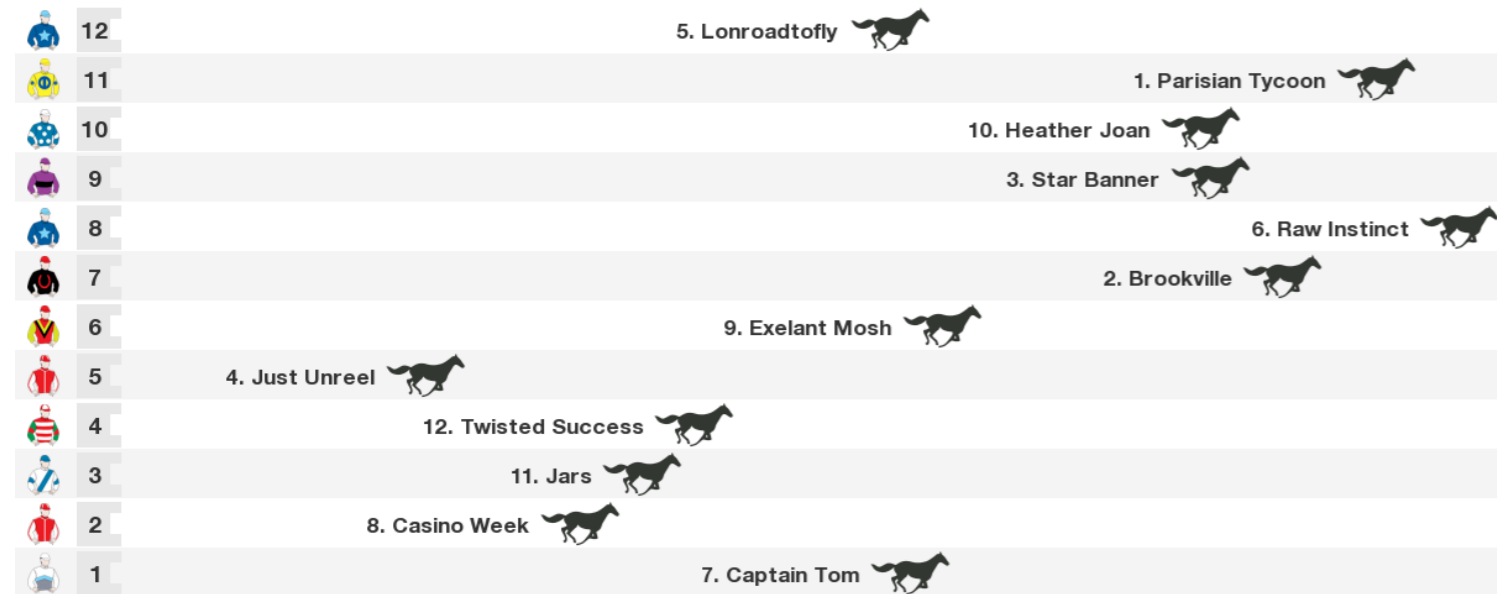 12 5. Lonroadtofly
11 1. Parisian Tycoon
10 10. Heather Joan
9 3. Star Banner
8 6. Raw Instinct
7 2. Brookville
6 9. Exelant Mosh
5 4. Just Unreel
4 12. Twisted Success
3 11. Jars
2 8. Casino Week
1 7. Captain Tom